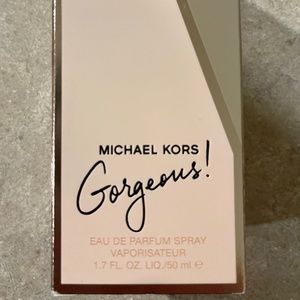 MICHAEL KORS
Gorgeous!
EAU DE PARFUM SPRAY
VAPORISATEUR
1.7 FL. OZ. LIQ./50 ml ℮